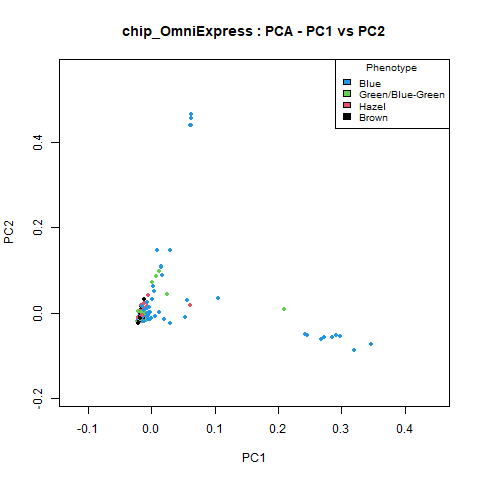 chip_OmniExpress : PCA - PC1 vs PC2
Phenotype
Blue
Green/Blue-Green
Hazel
Brown
PC2
0.4
0.2
0.0
-0.2
-0.1 0.0 0.1 0.2 0.3 0.4
PC1